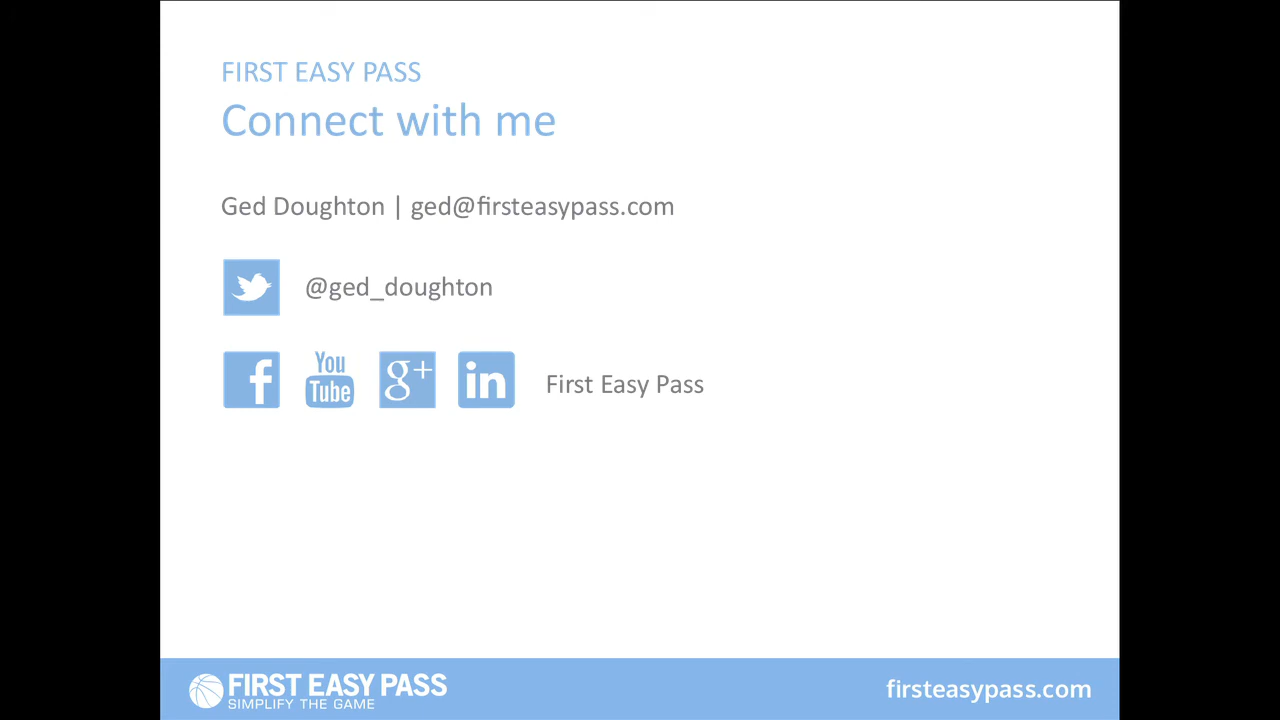 FIRST EASY PASS
Connect with me
Ged Doughton | ged@firsteasypass.com
@ged_doughton
f You Tube g+ in First Easy Pass
FIRST EASY PASS
SIMPLIFY THE GAME
firsteasypass.com